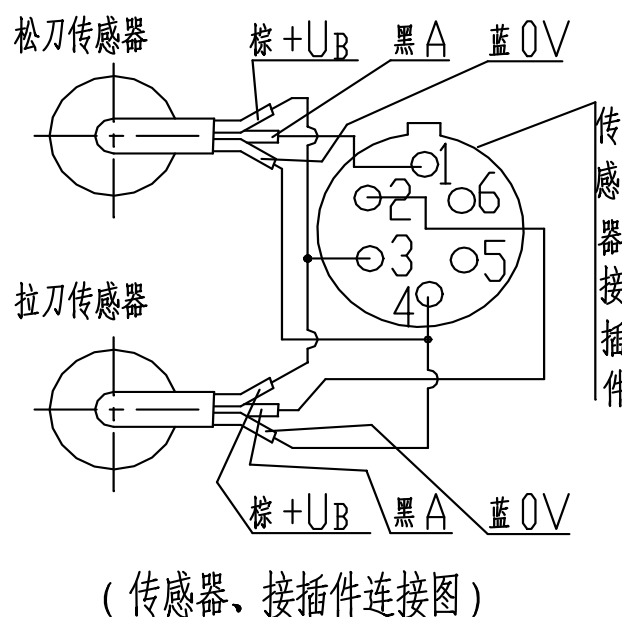 松刀传感器
棕 +UB
黑 A
蓝 0V
传感器接插件
1
2
6
3
5
4
拉刀传感器
棕 +UB
黑 A
蓝 0V
(传感器、接插件连接图)